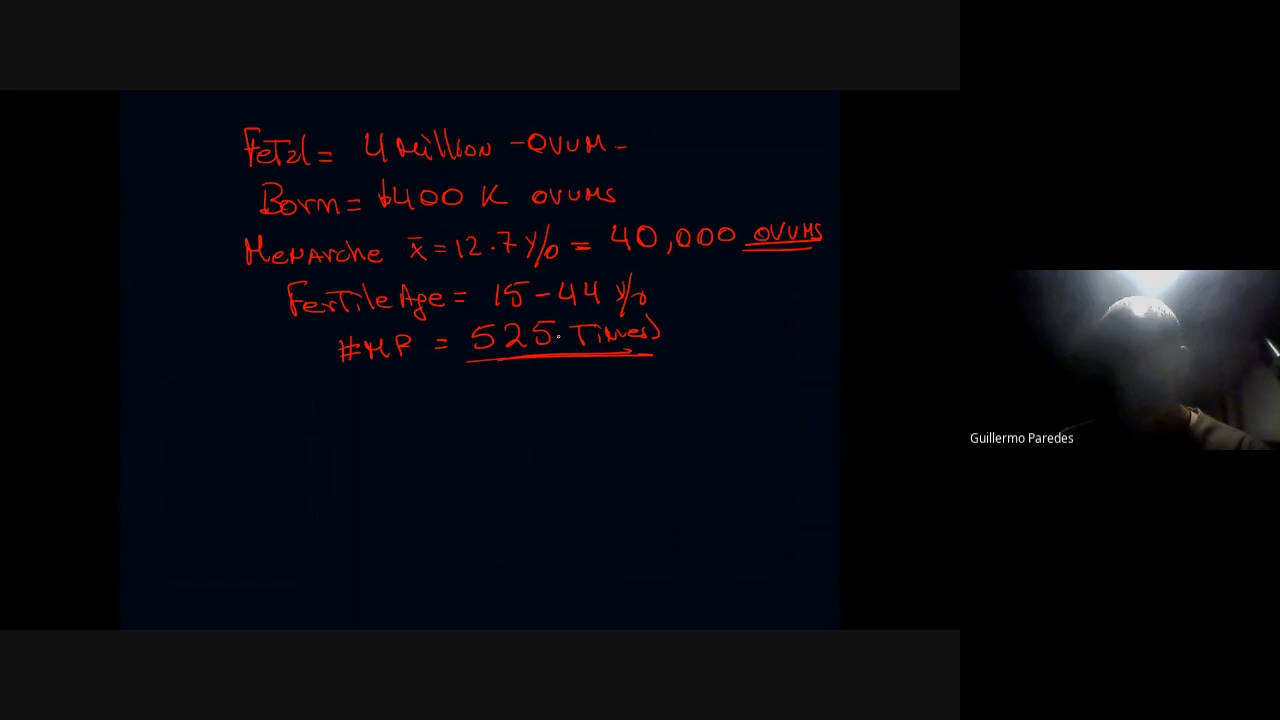 Fetal = 4 Million - OVUM -
Born = $400 K OVUMS
Menarche x̄ = 12.7 y/o = 40,000 OVUMS
Fertile Age = 15 - 44 y/o
#MP = 525. Times)
Guillermo Paredes